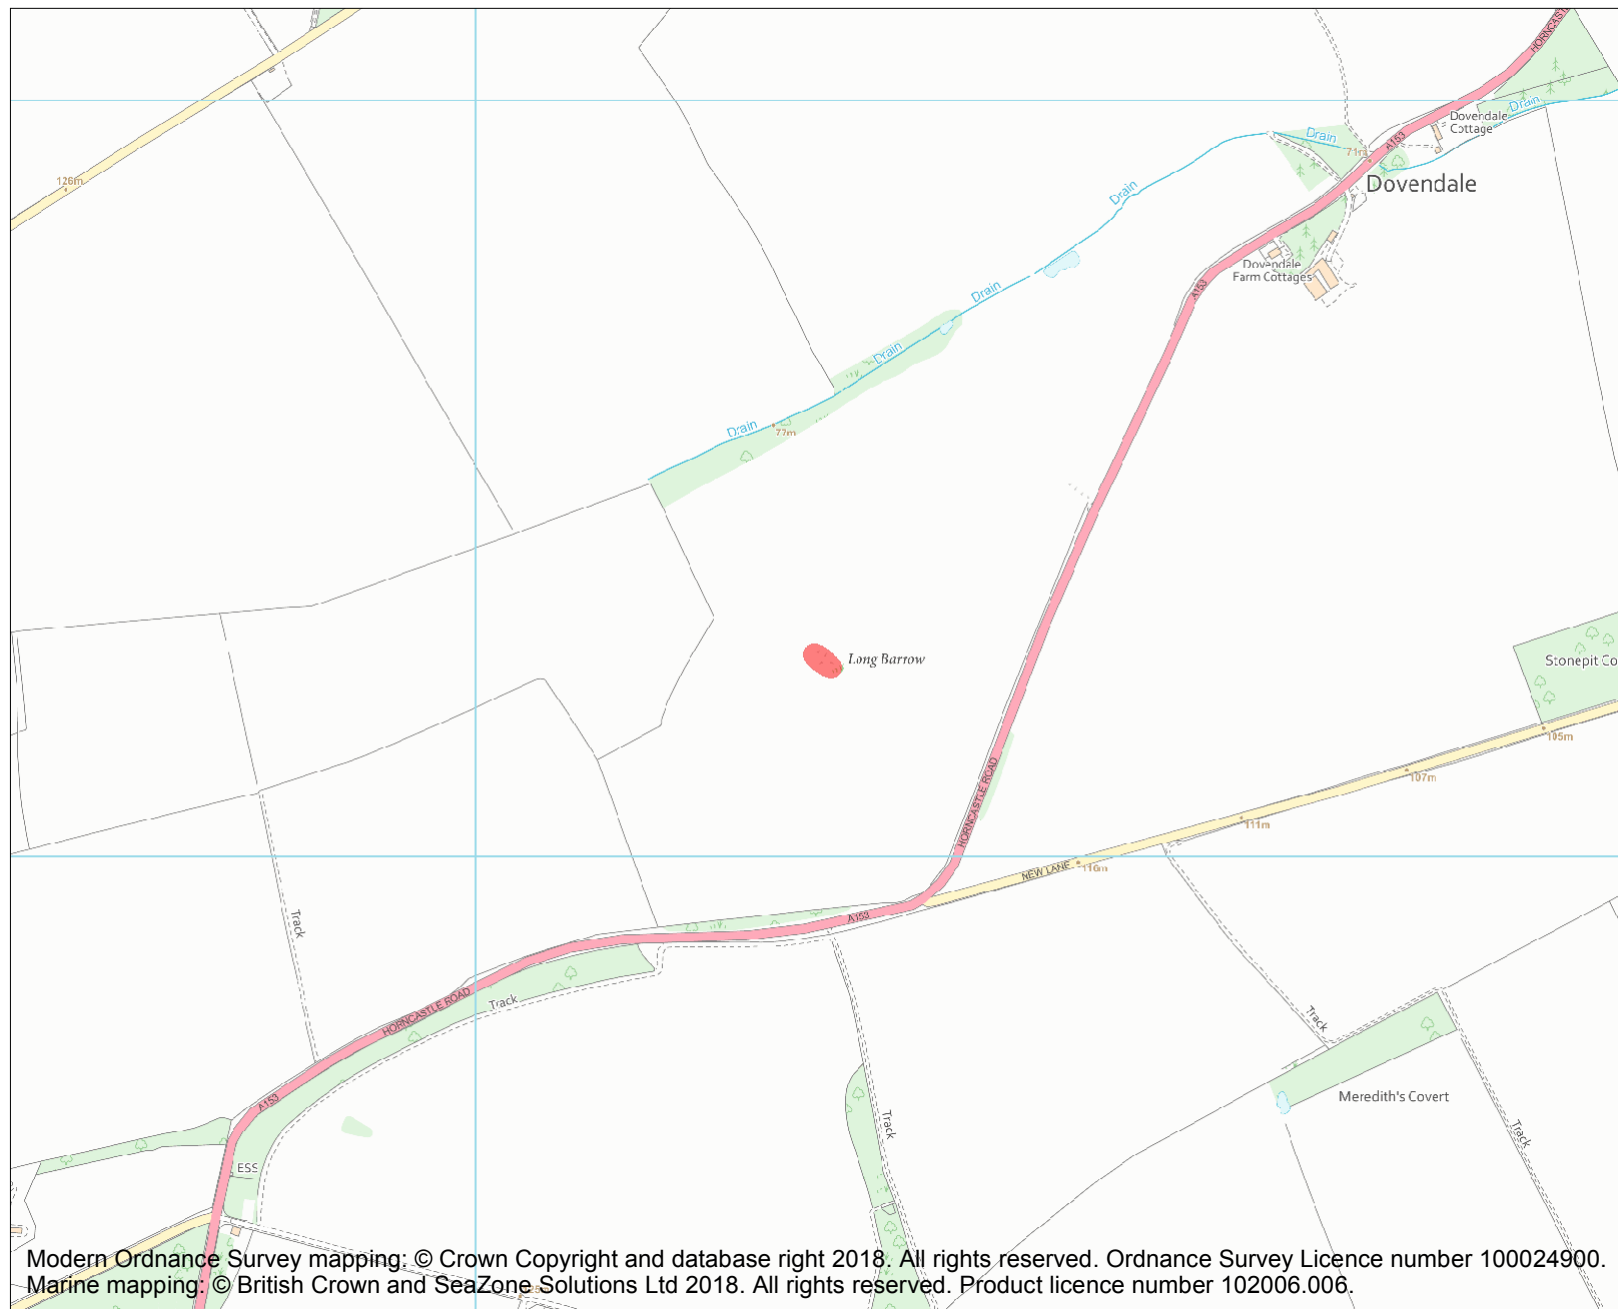 HORNCAST
Drain
Dovendale
Cottage
A153
Drain
71m
126m
Dovendale
Drain
Dovendale
Farm Cottages
A153
Drain
Drain
Drain
77m
Long Barrow
Stonepit Co
105m
107m
HORNCASTLE ROAD
111m
NEW LANE
116m
A153
Track
Track
HORNCASTLE ROAD
Track
A153
Meredith's Covert
Track
Track
ESS
Modern Ordnance Survey mapping: © Crown Copyright and database right 2018. All rights reserved. Ordnance Survey Licence number 100024900.
Marine mapping: © British Crown and SeaZone Solutions Ltd 2018. All rights reserved. Product licence number 102006.006.